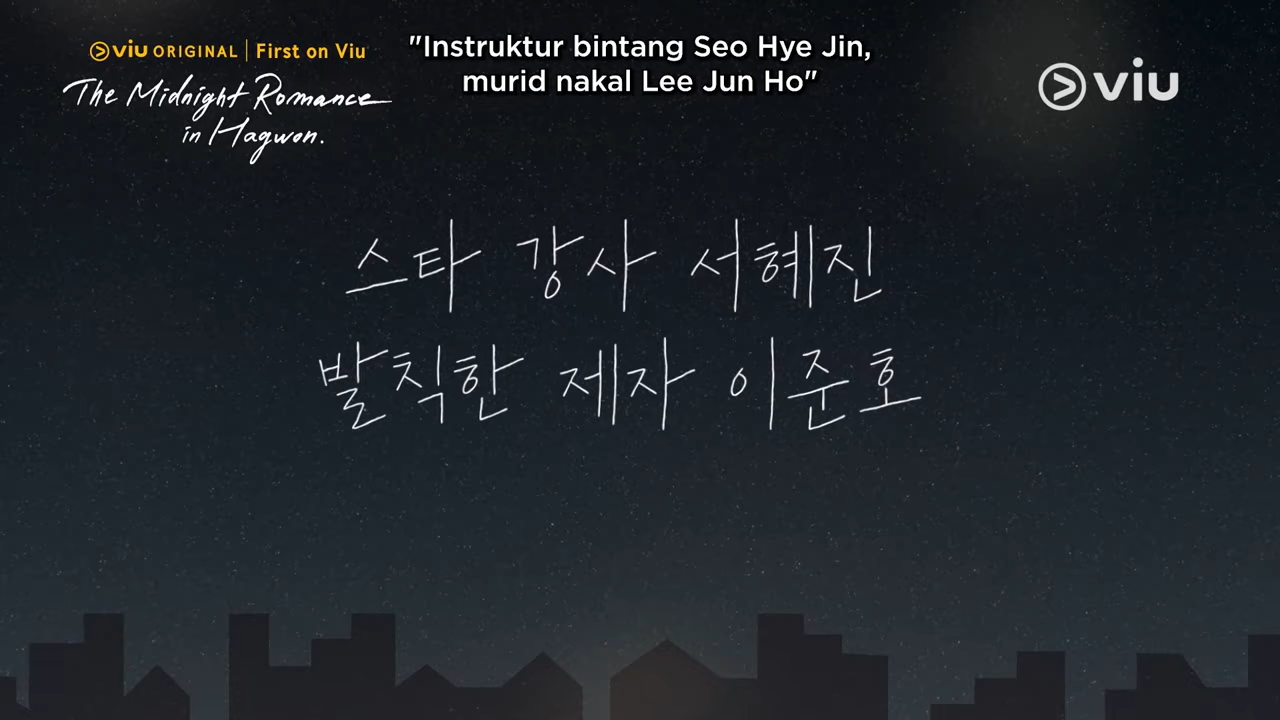 viu ORIGINAL | First on Viu
The Midnight Romance
in Hagwon.
"Instruktur bintang Seo Hye Jin,
murid nakal Lee Jun Ho"
viu
스타 강사 서혜진
발칙한 제자 이준호